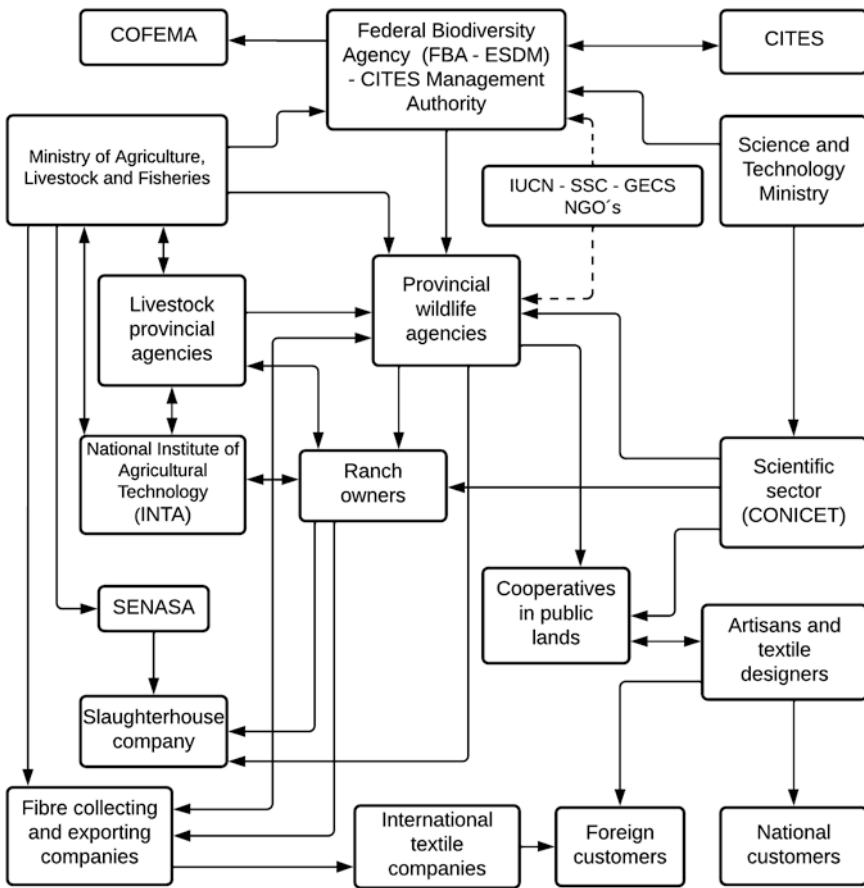 COFEMA
Federal Biodiversity
Agency (FBA - ESDM)
- CITES Management
Authority
CITES
Ministry of Agriculture,
Livestock and Fisheries
IUCN - SSC - GECS
NGO´s
Science and
Technology
Ministry
Livestock
provincial
agencies
Provincial
wildlife
agencies
National Institute of
Agricultural
Technology
(INTA)
Ranch
owners
Scientific
sector
(CONICET)
SENASA
Cooperatives
in public
lands
Artisans and
textile
designers
Slaughterhouse
company
Fibre collecting
and exporting
companies
International
textile
companies
Foreign
customers
National
customers